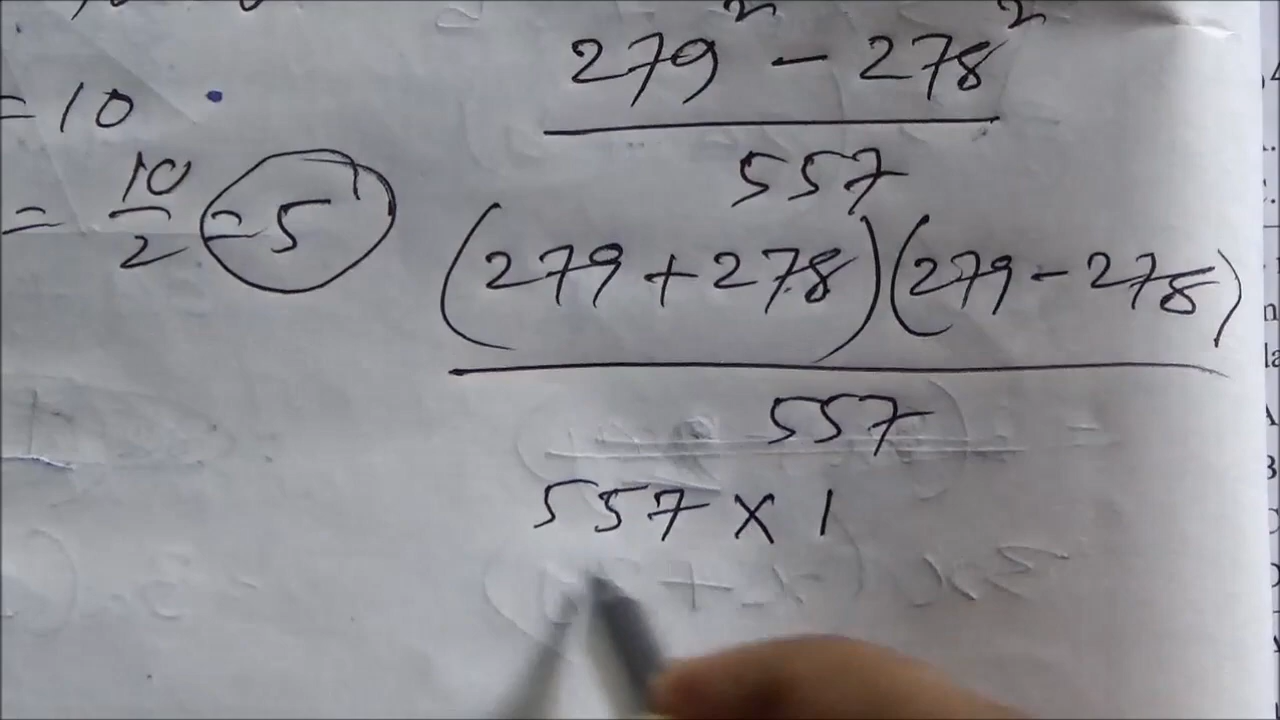 = 10
= 10/2 = 5
279² - 278²
557
(279 + 278)(279 - 278)
557
557 × 1